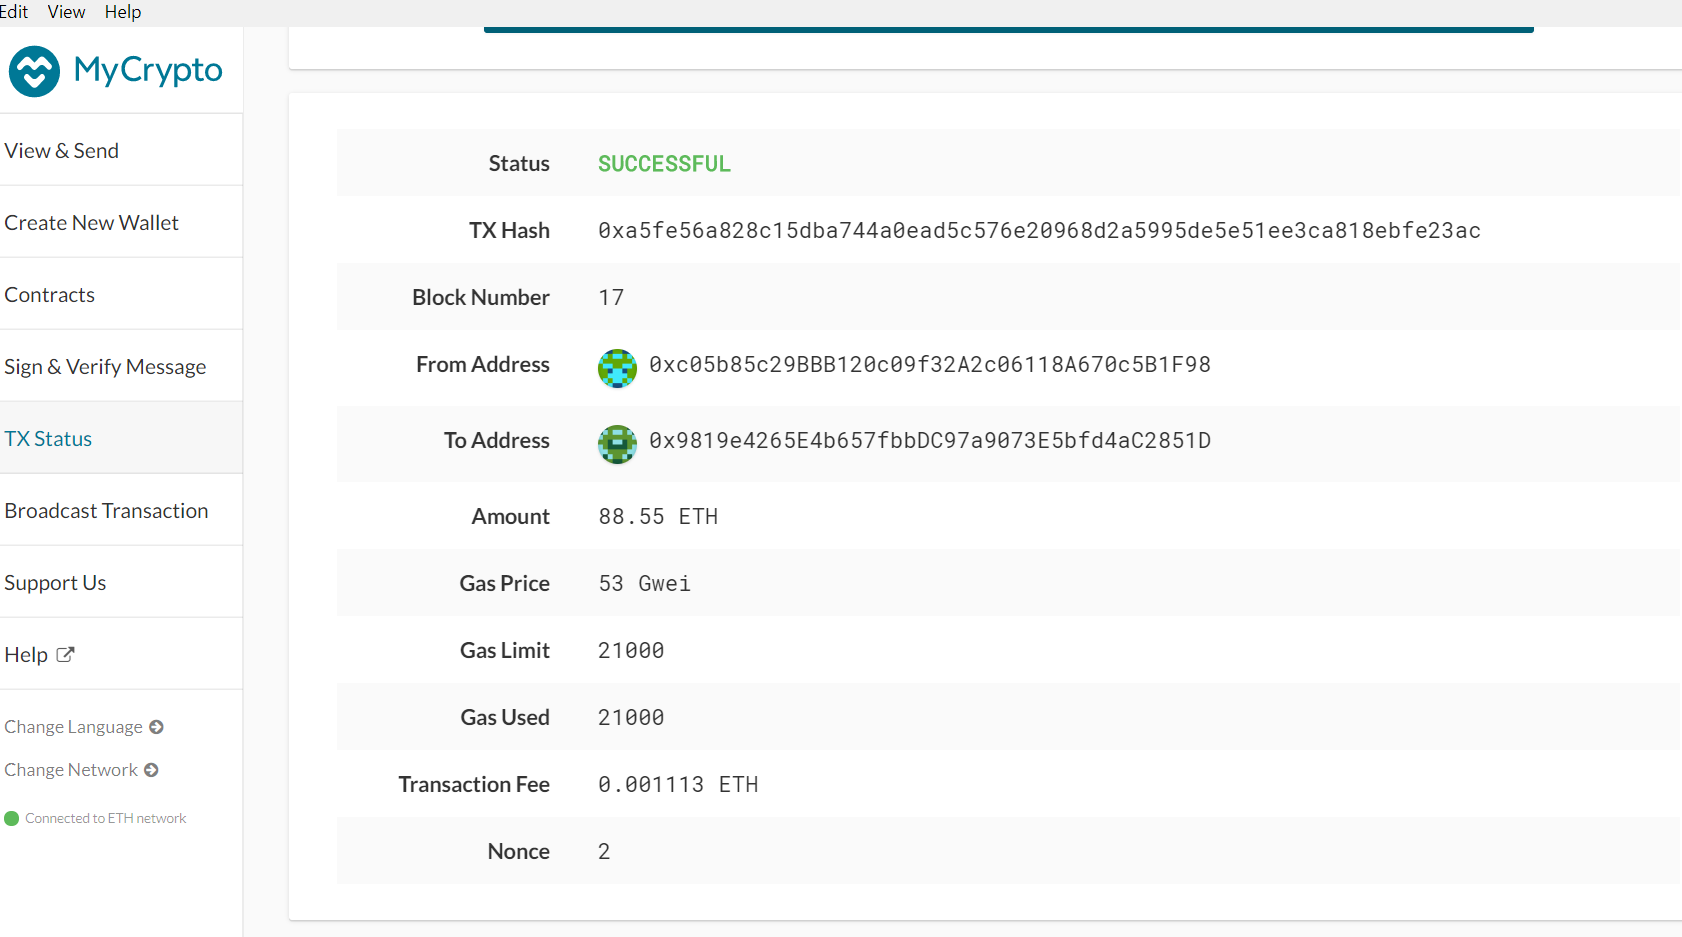 Edit View Help
MyCrypto
View & Send
Create New Wallet
Contracts
Sign & Verify Message
TX Status
Broadcast Transaction
Support Us
Help
Change Language
Change Network
Connected to ETH network
Status SUCCESSFUL
TX Hash 0xa5fe56a828c15dba744a0ead5c576e20968d2a5995de5e51ee3ca818ebfe23ac
Block Number 17
From Address 0xc05b85c29BBB120c09f32A2c06118A670c5B1F98
To Address 0x9819e4265E4b657fbbDC97a9073E5bfd4aC2851D
Amount 88.55 ETH
Gas Price 53 Gwei
Gas Limit 21000
Gas Used 21000
Transaction Fee 0.001113 ETH
Nonce 2